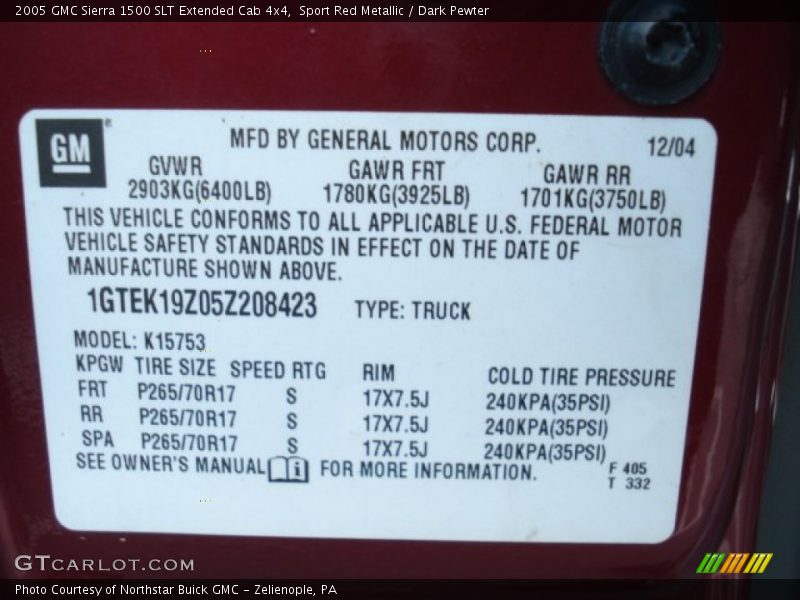 2005 GMC Sierra 1500 SLT Extended Cab 4x4,  Sport Red Metallic / Dark Pewter
GM
MFD BY GENERAL MOTORS CORP. 12/04
GVWR GAWR FRT GAWR RR
2903KG(6400LB) 1780KG(3925LB) 1701KG(3750LB)
THIS VEHICLE CONFORMS TO ALL APPLICABLE U.S. FEDERAL MOTOR
VEHICLE SAFETY STANDARDS IN EFFECT ON THE DATE OF
MANUFACTURE SHOWN ABOVE.
1GTEK19Z05Z208423 TYPE: TRUCK
MODEL: K15753
KPGW TIRE SIZE SPEED RTG RIM COLD TIRE PRESSURE
FRT P265/70R17 S 17X7.5J 240KPA(35PSI)
RR P265/70R17 S 17X7.5J 240KPA(35PSI)
SPA P265/70R17 S 17X7.5J 240KPA(35PSI)
SEE OWNER'S MANUAL i FOR MORE INFORMATION.
F 405
T 332
GTCARLOT.COM
Photo Courtesy of Northstar Buick GMC - Zelienople, PA